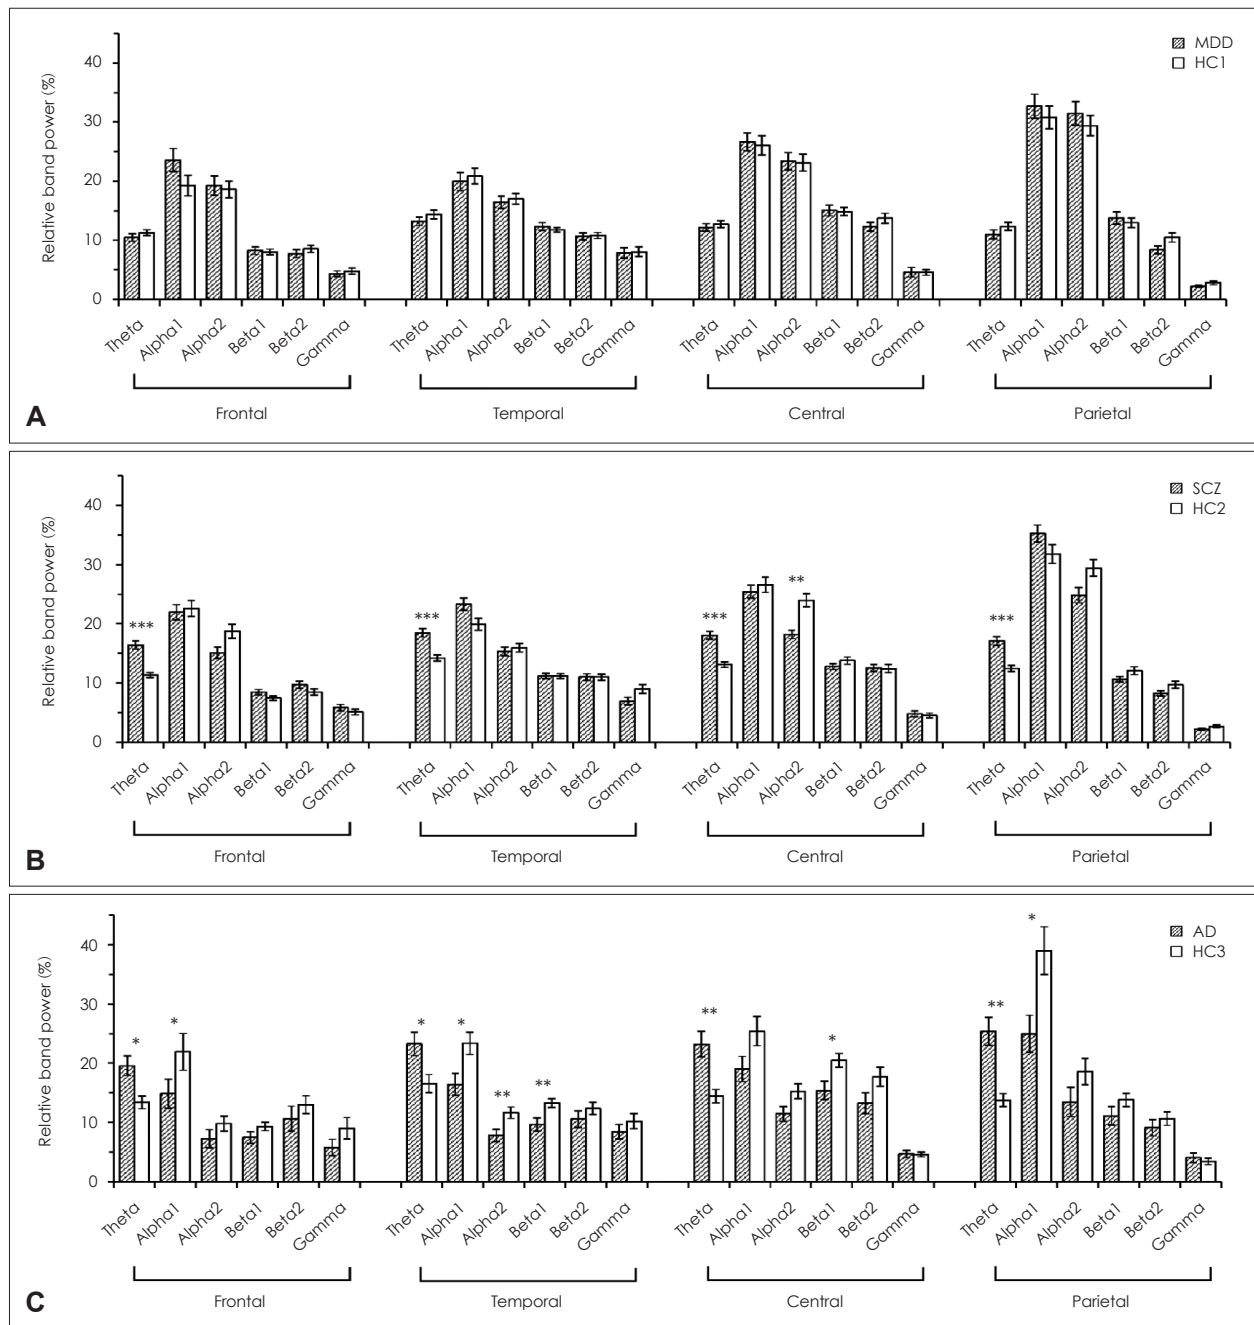 MDD
HC1
Relative band power (%)
40
30
20
10
0
Theta Alpha1 Alpha2 Beta1 Beta2 Gamma Theta Alpha1 Alpha2 Beta1 Beta2 Gamma Theta Alpha1 Alpha2 Beta1 Beta2 Gamma Theta Alpha1 Alpha2 Beta1 Beta2 Gamma
Frontal Temporal Central Parietal
A
SCZ
HC2
Relative band power (%)
40
30
20
10
0
*** *** *** ** ***
Theta Alpha1 Alpha2 Beta1 Beta2 Gamma Theta Alpha1 Alpha2 Beta1 Beta2 Gamma Theta Alpha1 Alpha2 Beta1 Beta2 Gamma Theta Alpha1 Alpha2 Beta1 Beta2 Gamma
Frontal Temporal Central Parietal
B
AD
HC3
Relative band power (%)
40
30
20
10
0
* * * * ** ** ** * ** *
Theta Alpha1 Alpha2 Beta1 Beta2 Gamma Theta Alpha1 Alpha2 Beta1 Beta2 Gamma Theta Alpha1 Alpha2 Beta1 Beta2 Gamma Theta Alpha1 Alpha2 Beta1 Beta2 Gamma
Frontal Temporal Central Parietal
C